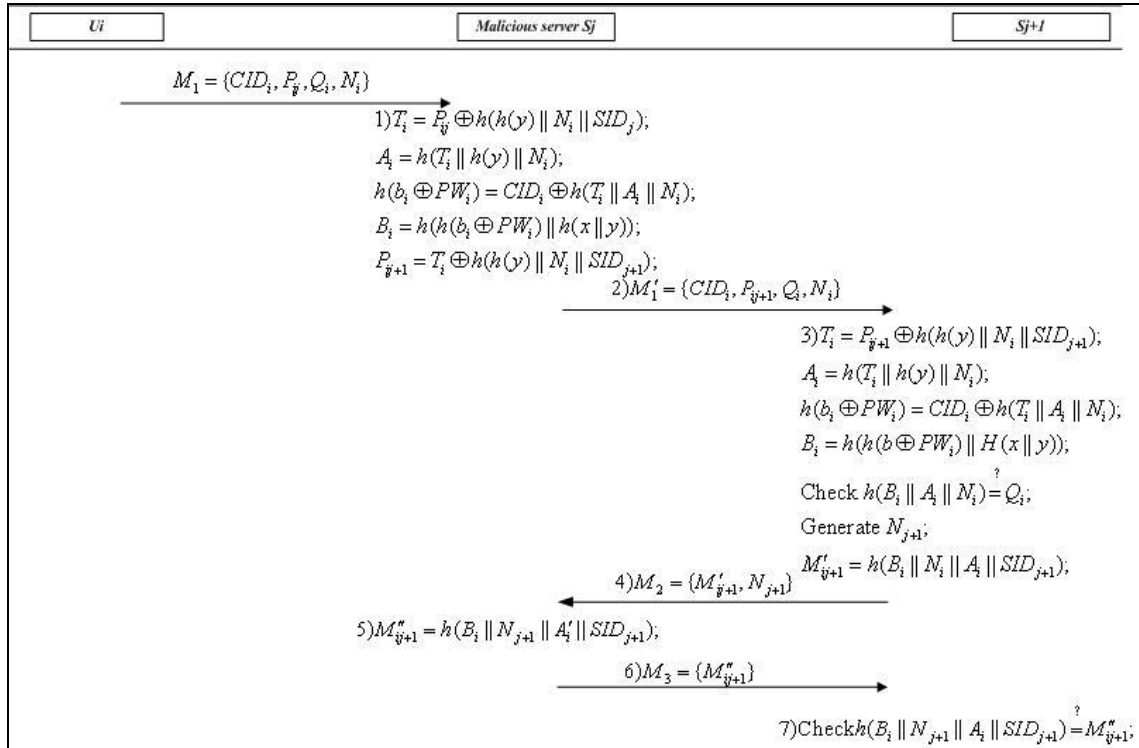 Ui Malicious server Sj Sj+1
M₁ = {CIDᵢ, Pᵢⱼ, Qᵢ, Nᵢ}
1)Tᵢ = Pᵢⱼ ⊕ h(h(y) || Nᵢ || SIDⱼ);
Aᵢ = h(Tᵢ || h(y) || Nᵢ);
h(bᵢ ⊕ PWᵢ) = CIDᵢ ⊕ h(Tᵢ || Aᵢ || Nᵢ);
Bᵢ = h(h(bᵢ ⊕ PWᵢ) || h(x || y));
Pᵢⱼ₊₁ = Tᵢ ⊕ h(h(y) || Nᵢ || SIDⱼ₊₁);
2)M₁′ = {CIDᵢ, Pᵢⱼ₊₁, Qᵢ, Nᵢ}
3)Tᵢ = Pᵢⱼ₊₁ ⊕ h(h(y) || Nᵢ || SIDⱼ₊₁);
Aᵢ = h(Tᵢ || h(y) || Nᵢ);
h(bᵢ ⊕ PWᵢ) = CIDᵢ ⊕ h(Tᵢ || Aᵢ || Nᵢ);
Bᵢ = h(h(b ⊕ PWᵢ) || H(x || y));
Check h(Bᵢ || Aᵢ || Nᵢ) =? Qᵢ;
Generate Nⱼ₊₁;
M′ᵢⱼ₊₁ = h(Bᵢ || Nᵢ || Aᵢ || SIDⱼ₊₁);
4)M₂ = {M′ᵢⱼ₊₁, Nⱼ₊₁}
5)M″ᵢⱼ₊₁ = h(Bᵢ || Nⱼ₊₁ || Aᵢ′ || SIDⱼ₊₁);
6)M₃ = {M″ᵢⱼ₊₁}
7)Checkh(Bᵢ || Nⱼ₊₁ || Aᵢ || SIDⱼ₊₁) =? M″ᵢⱼ₊₁;